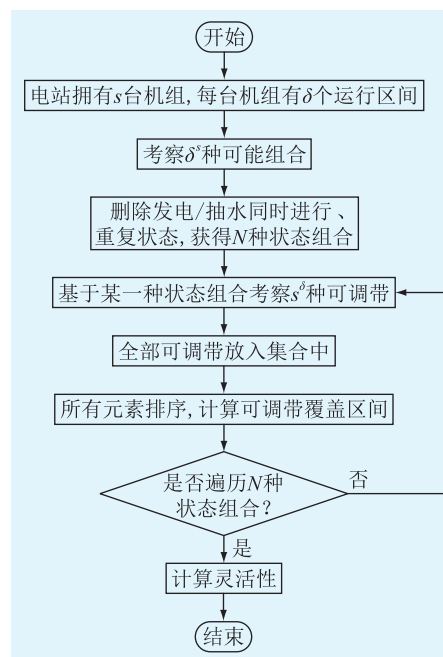 开始
电站拥有s台机组,每台机组有δ个运行区间
考察δˢ种可能组合
删除发电/抽水同时进行、
重复状态,获得N种状态组合
基于某一种状态组合考察s^δ种可调带
全部可调带放入集合中
所有元素排序,计算可调带覆盖区间
是否遍历N种
状态组合?
否
是
计算灵活性
结束